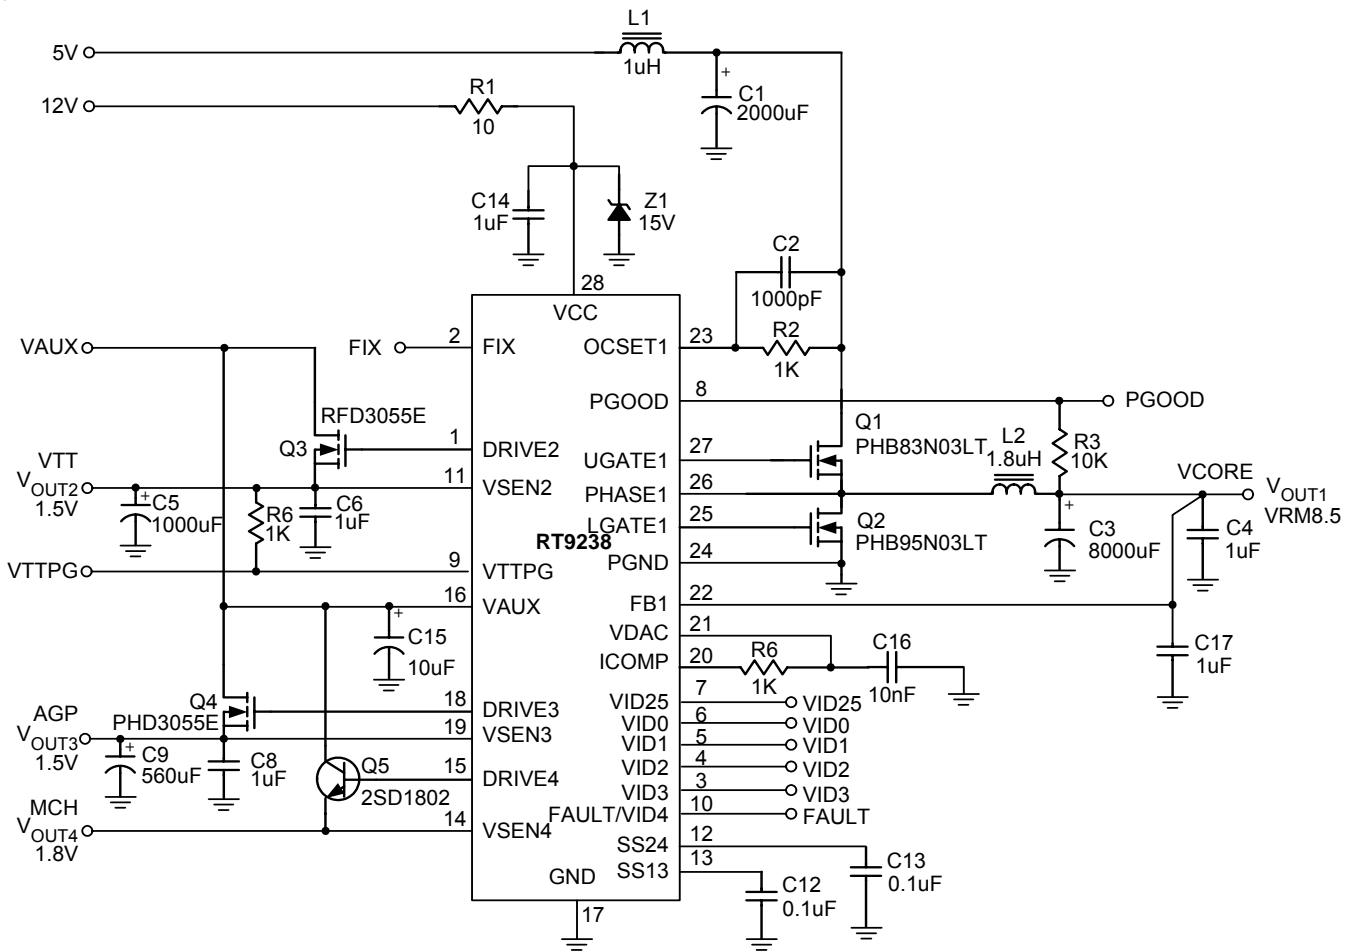 L1
5V
1uH
+
C1
2000uF
12V
R1
10
C14
1uF
Z1
15V
C2
1000pF
28
VCC
VAUX
FIX
2
FIX
OCSET1
23
R2
1K
PGOOD
8
PGOOD
RFD3055E
Q3
1
DRIVE2
UGATE1
27
Q1
PHB83N03LT
L2
1.8uH
R3
10K
VTT
VOUT2
1.5V
+
C5
1000uF
R6
1K
C6
1uF
11
VSEN2
PHASE1
26
VCORE
VOUT1
VRM8.5
LGATE1
25
Q2
PHB95N03LT
+
C3
8000uF
C4
1uF
RT9238
PGND
24
VTTPG
9
VTTPG
16
VAUX
FB1
22
+
C15
10uF
VDAC
21
ICOMP
20
R6
1K
C16
10nF
C17
1uF
Q4
PHD3055E
18
DRIVE3
VID25
7
VID25
AGP
VOUT3
1.5V
+
C9
560uF
C8
1uF
19
VSEN3
VID0
6
VID0
VID1
5
VID1
Q5
2SD1802
15
DRIVE4
VID2
4
VID2
VID3
3
VID3
MCH
VOUT4
1.8V
14
VSEN4
FAULT/VID4
10
FAULT
SS24
12
C13
0.1uF
GND
SS13
13
C12
0.1uF
17